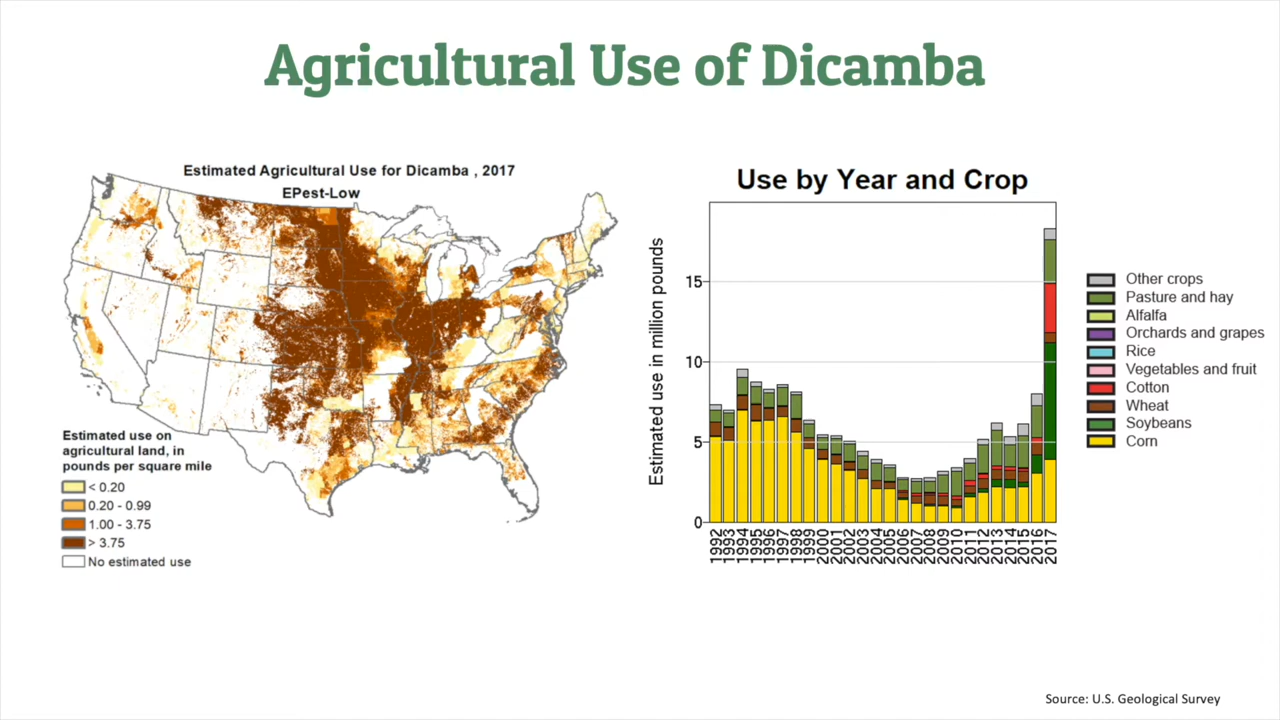 Agricultural Use of Dicamba
Estimated Agricultural Use for Dicamba , 2017
EPest-Low
Estimated use on
agricultural land, in
pounds per square mile
< 0.20
0.20 - 0.99
1.00 - 3.75
> 3.75
No estimated use
Use by Year and Crop
Estimated use in million pounds
15
10
5
0
1992
1993
1994
1995
1996
1997
1998
1999
2000
2001
2002
2003
2004
2005
2006
2007
2008
2009
2010
2011
2012
2013
2014
2015
2016
2017
Other crops
Pasture and hay
Alfalfa
Orchards and grapes
Rice
Vegetables and fruit
Cotton
Wheat
Soybeans
Corn
Source: U.S. Geological Survey